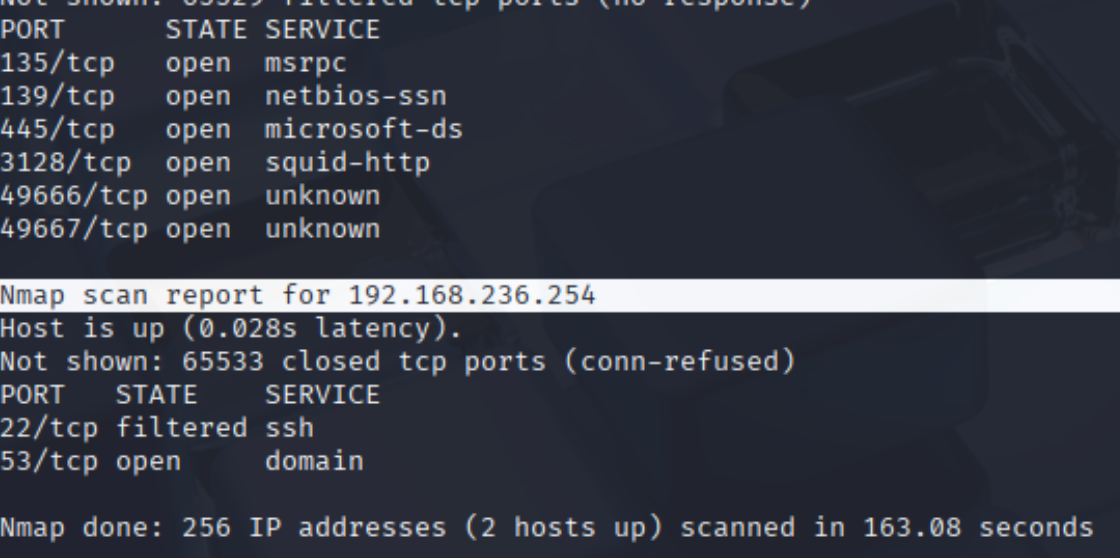 Not shown: 65529 filtered tcp ports (no-response)
PORT      STATE SERVICE
135/tcp   open  msrpc
139/tcp   open  netbios-ssn
445/tcp   open  microsoft-ds
3128/tcp  open  squid-http
49666/tcp open  unknown
49667/tcp open  unknown
Nmap scan report for 192.168.236.254
Host is up (0.028s latency).
Not shown: 65533 closed tcp ports (conn-refused)
PORT   STATE    SERVICE
22/tcp filtered ssh
53/tcp open     domain
Nmap done: 256 IP addresses (2 hosts up) scanned in 163.08 seconds